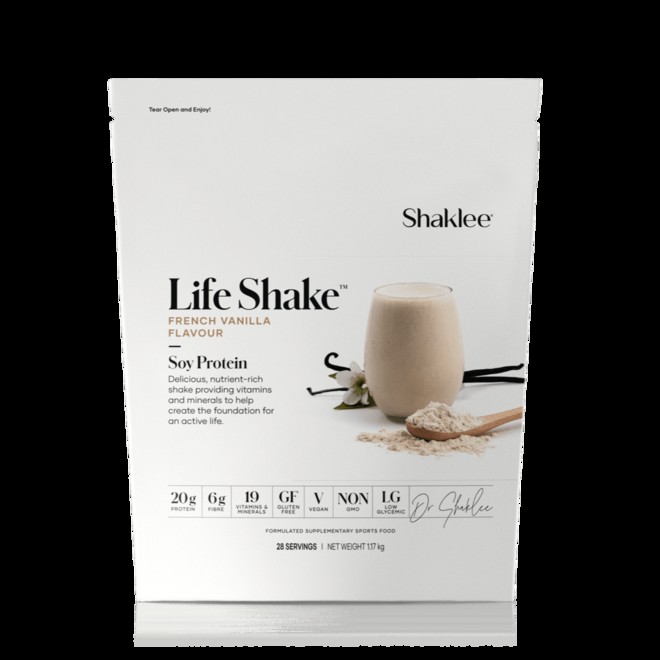 Tear Open and Enjoy!
Shaklee®
Life Shake™
FRENCH VANILLA
FLAVOUR
Soy Protein
Delicious, nutrient-rich
shake providing vitamins
and minerals to help
create the foundation for
an active life.
20g PROTEIN
6g FIBRE
19 VITAMINS & MINERALS
GF GLUTEN FREE
V VEGAN
NON GMO
LG LOW GLYCEMIC
Dr Shaklee
FORMULATED SUPPLEMENTARY SPORTS FOOD
28 SERVINGS | NET WEIGHT 1.17 kg